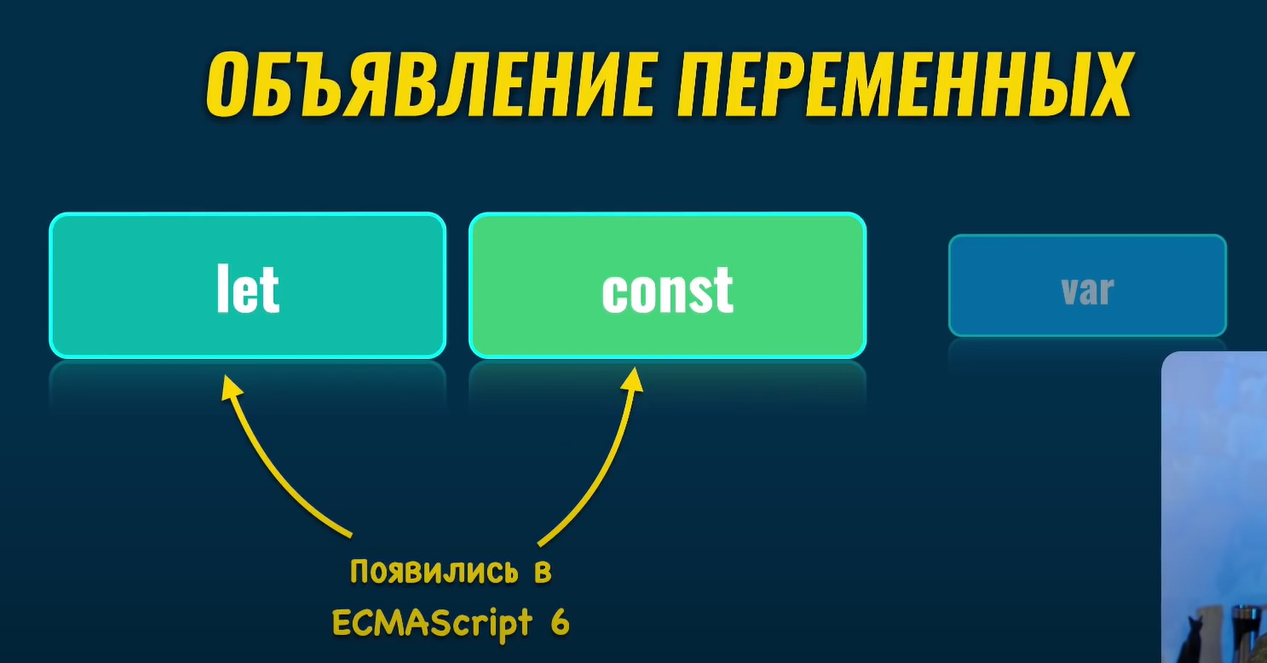 ОБЪЯВЛЕНИЕ ПЕРЕМЕННЫХ
let
const
var
Появились в
ECMAScript 6